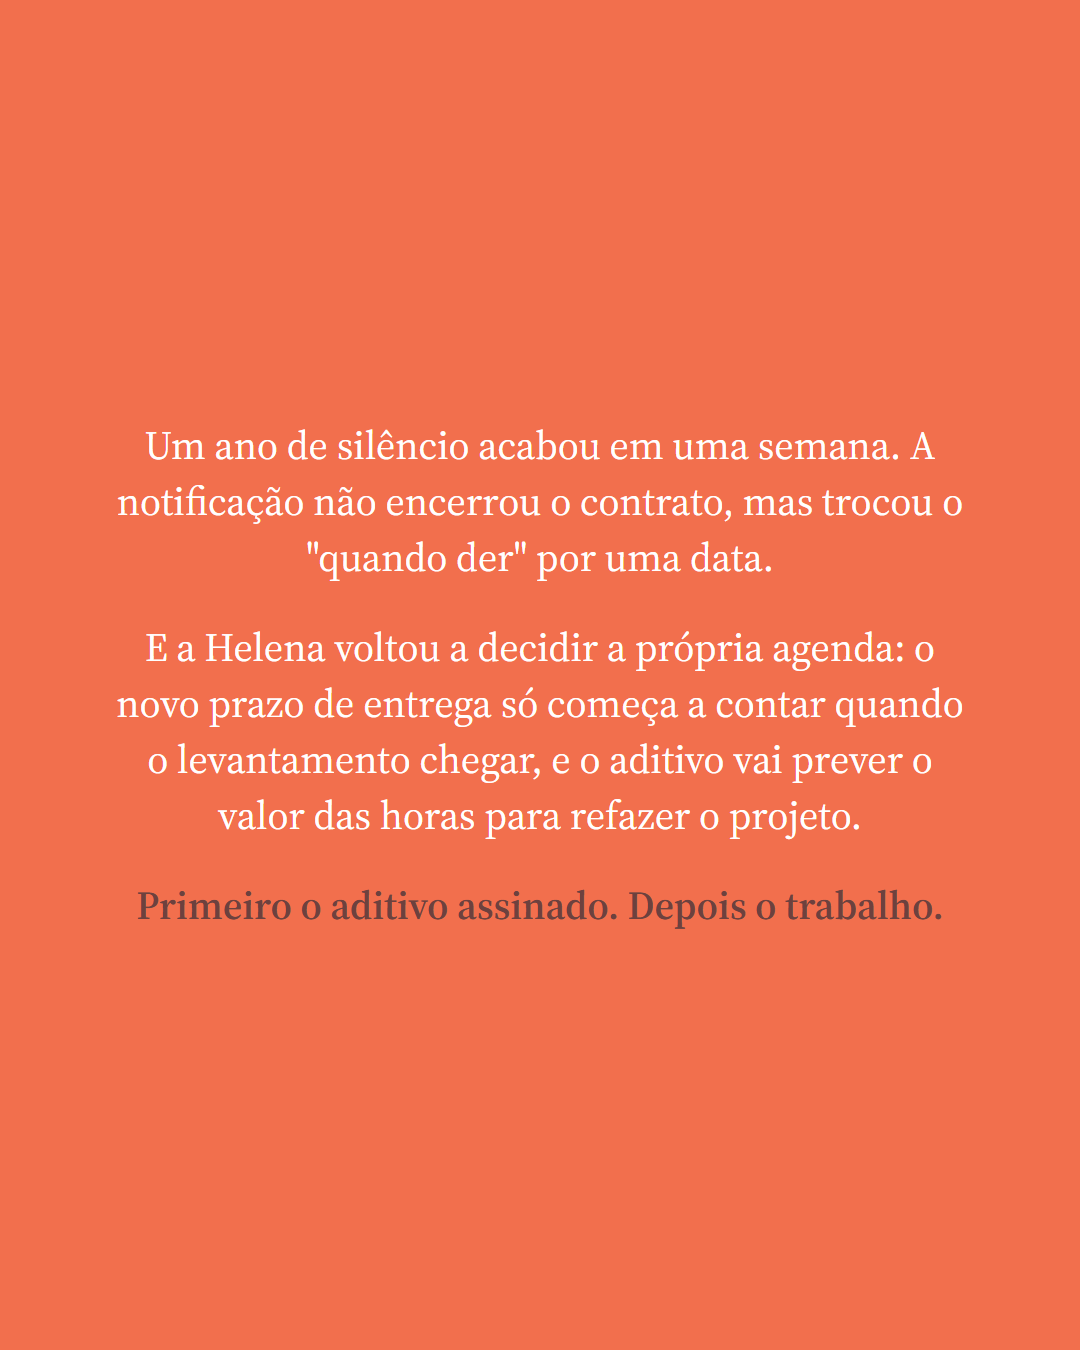 Um ano de silêncio acabou em uma semana. A
notificação não encerrou o contrato, mas trocou o
"quando der" por uma data.
E a Helena voltou a decidir a própria agenda: o
novo prazo de entrega só começa a contar quando
o levantamento chegar, e o aditivo vai prever o
valor das horas para refazer o projeto.
Primeiro o aditivo assinado. Depois o trabalho.